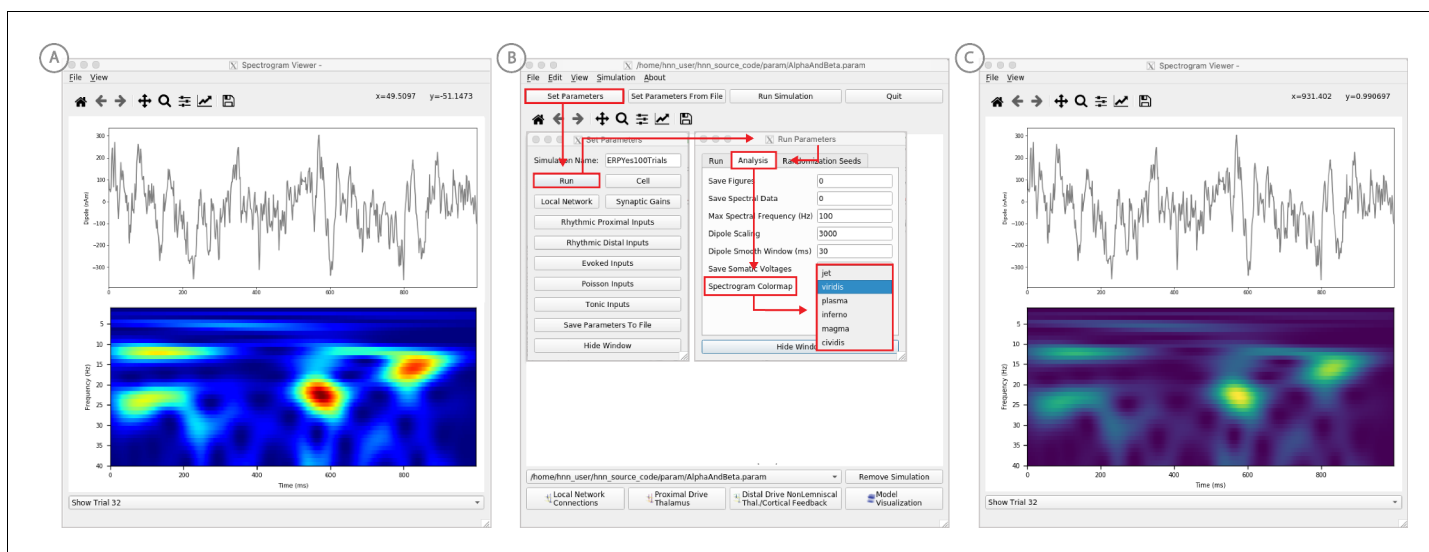 A
Spectrogram Viewer -
File View
x=49.5097 y=-51.1473
300
200
100
0
−100
−200
−300
Dipole (nAm)
0 200 400 600 800
5
10
15
20
25
30
35
40
Frequency (Hz)
0 200 400 600 800
Time (ms)
Show Trial 32
B
/home/hnn_user/hnn_source_code/param/AlphaAndBeta.param
File Edit View Simulation About
Set Parameters Set Parameters From File Run Simulation Quit
Set Parameters
Simulation Name: ERPYes100Trials
Run Cell
Local Network Synaptic Gains
Rhythmic Proximal Inputs
Rhythmic Distal Inputs
Evoked Inputs
Poisson Inputs
Tonic Inputs
Save Parameters To File
Hide Window
Run Parameters
Run Analysis Randomization Seeds
Save Figures 0
Save Spectral Data 0
Max Spectral Frequency (Hz) 100
Dipole Scaling 3000
Dipole Smooth Window (ms) 30
Save Somatic Voltages
Spectrogram Colormap
jet
viridis
plasma
inferno
magma
cividis
Hide Window
/home/hnn_user/hnn_source_code/param/AlphaAndBeta.param Remove Simulation
Local Network
Connections
Proximal Drive
Thalamus
Distal Drive NonLemniscal
Thal./Cortical Feedback
Model
Visualization
C
Spectrogram Viewer -
File View
x=931.402 y=0.990697
300
200
100
0
−100
−200
−300
Dipole (nAm)
0 200 400 600 800
5
10
15
20
25
30
35
40
Frequency (Hz)
0 200 400 600 800
Time (ms)
Show Trial 32